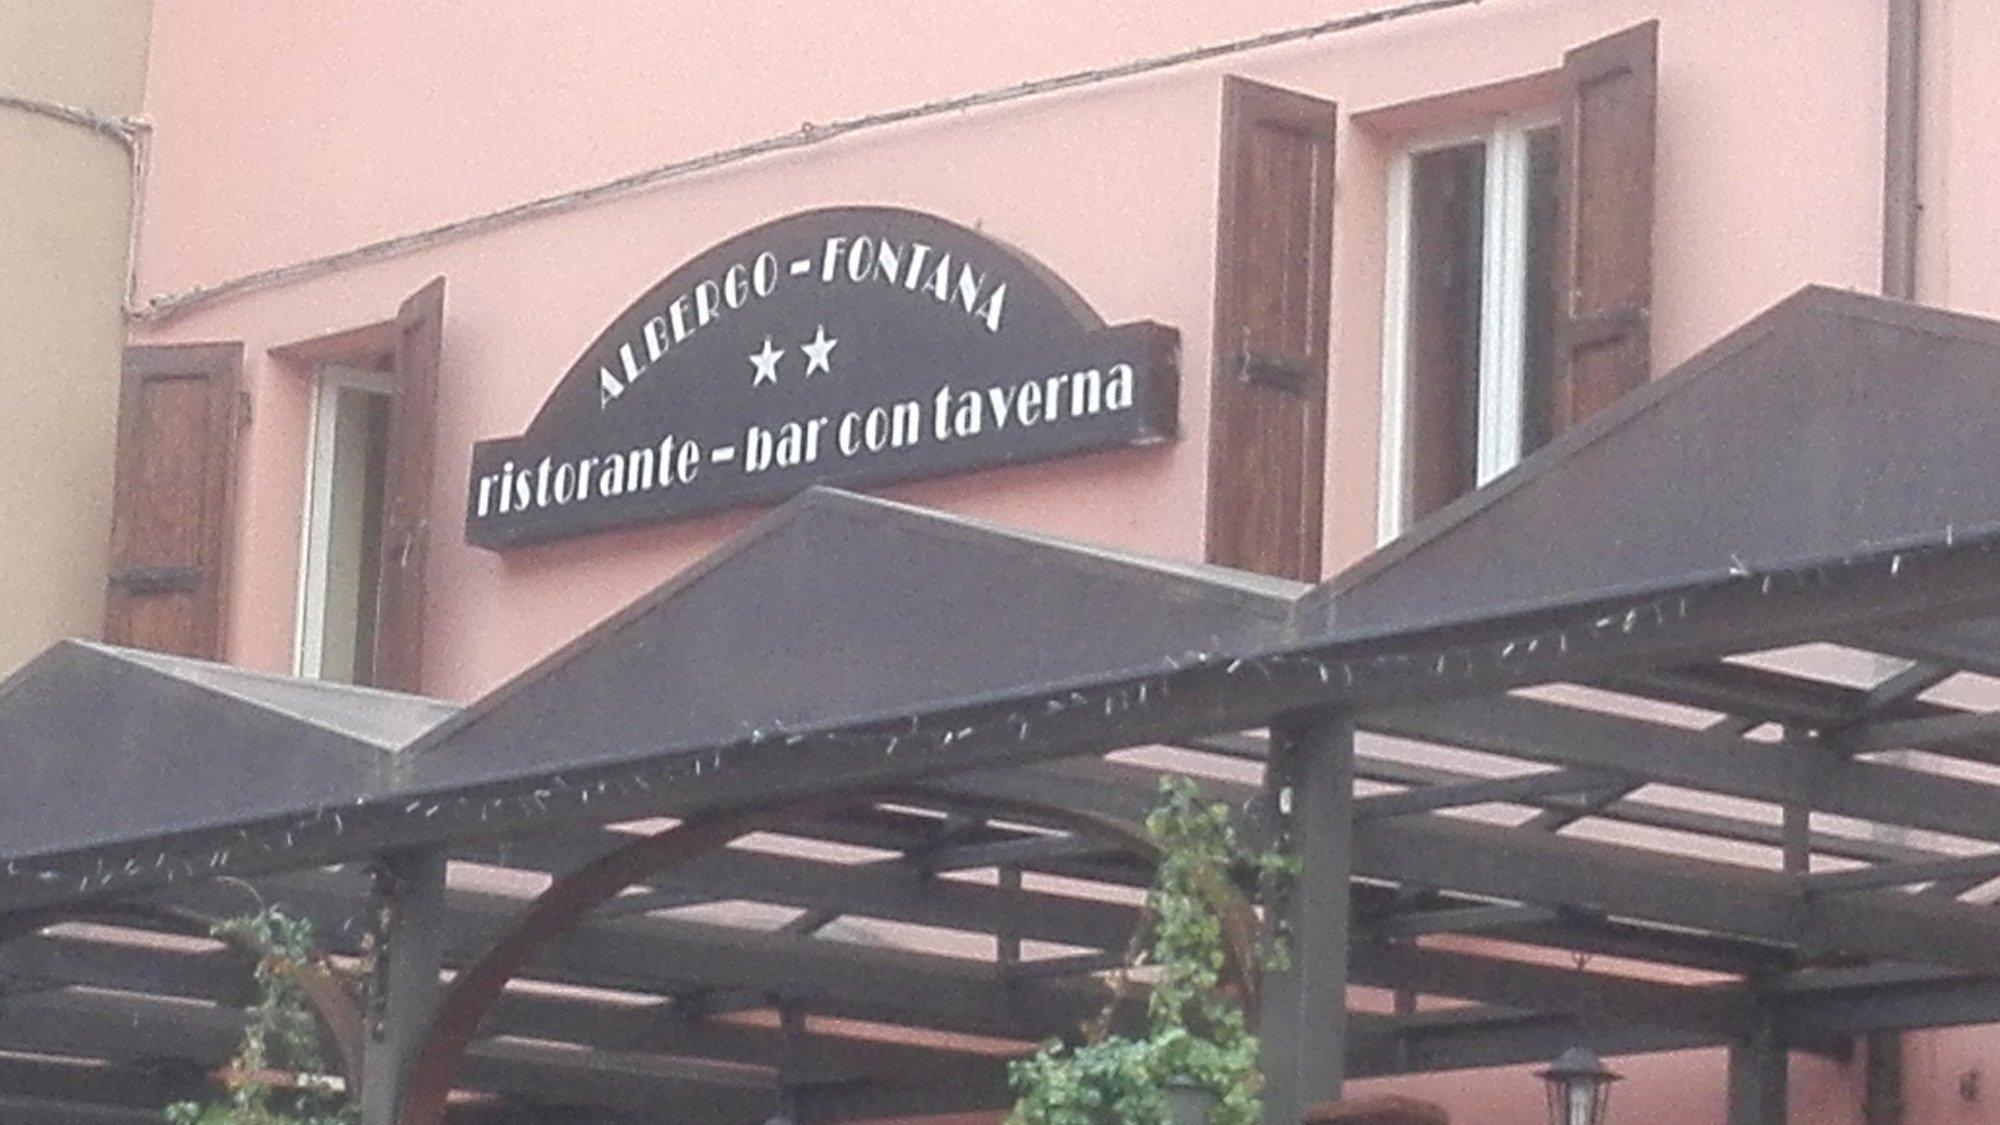 ALBERGO - FONTANA
ristorante - bar con taverna